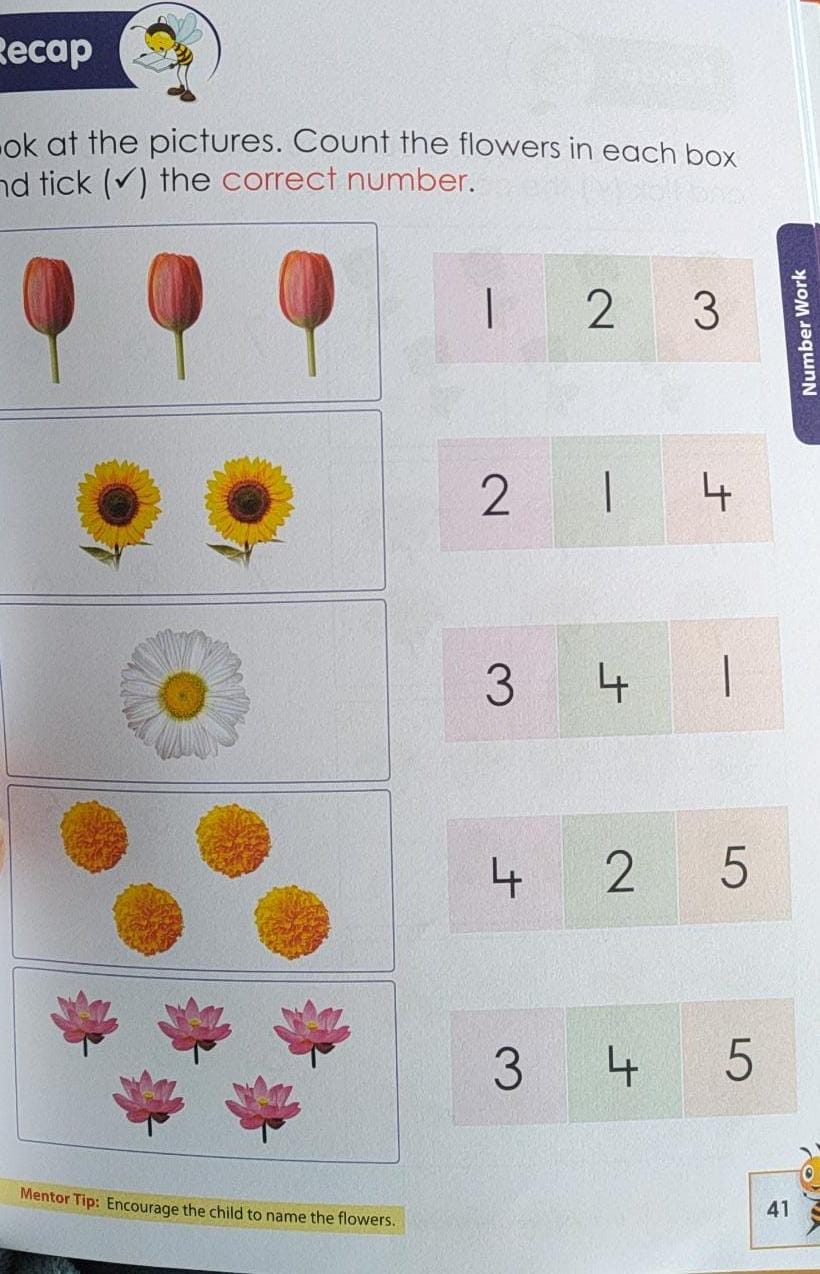 Recap
ook at the pictures. Count the flowers in each box
nd tick (✓) the correct number.
1 2 3
Number Work
2 1 4
3 4 1
4 2 5
3 4 5
Mentor Tip: Encourage the child to name the flowers.
41